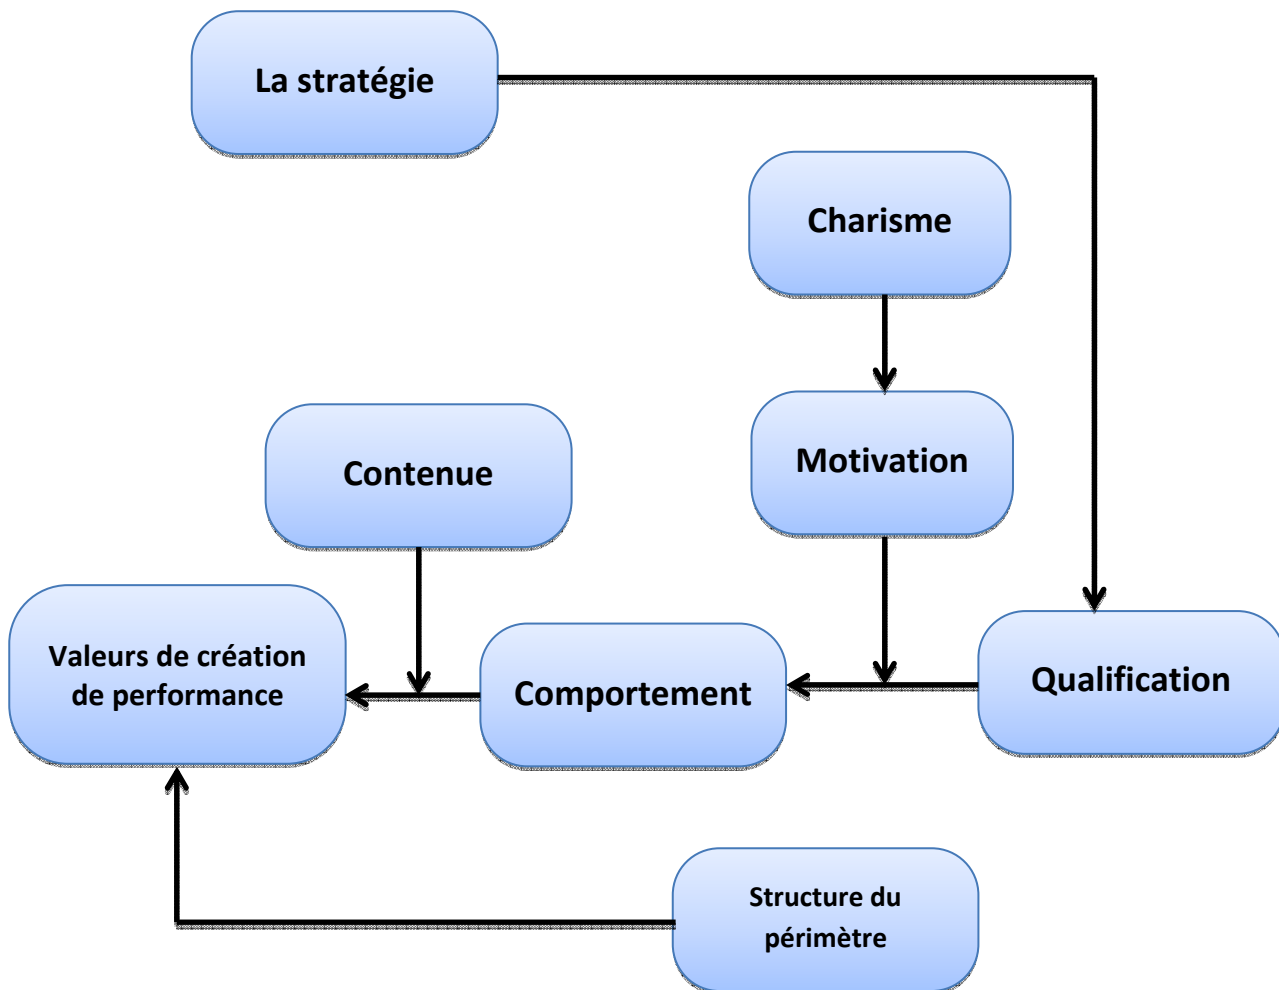 La stratégie
Charisme
Motivation
Contenue
Valeurs de création
de performance
Comportement
Qualification
Structure du
périmètre